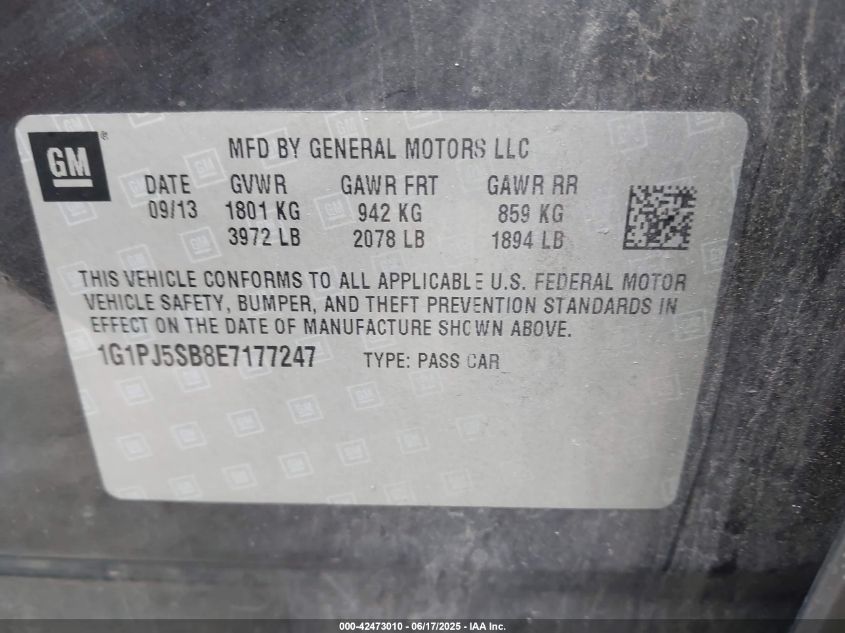 GM ®
MFD BY GENERAL MOTORS LLC
DATE GVWR GAWR FRT GAWR RR
09/13 1801 KG 942 KG 859 KG
3972 LB 2078 LB 1894 LB
THIS VEHICLE CONFORMS TO ALL APPLICABLE U.S. FEDERAL MOTOR
VEHICLE SAFETY, BUMPER, AND THEFT PREVENTION STANDARDS IN
EFFECT ON THE DATE OF MANUFACTURE SHOWN ABOVE.
1G1PJ5SB8E7177247 TYPE: PASS CAR
000-42473010 - 06/17/2025 - IAA Inc.